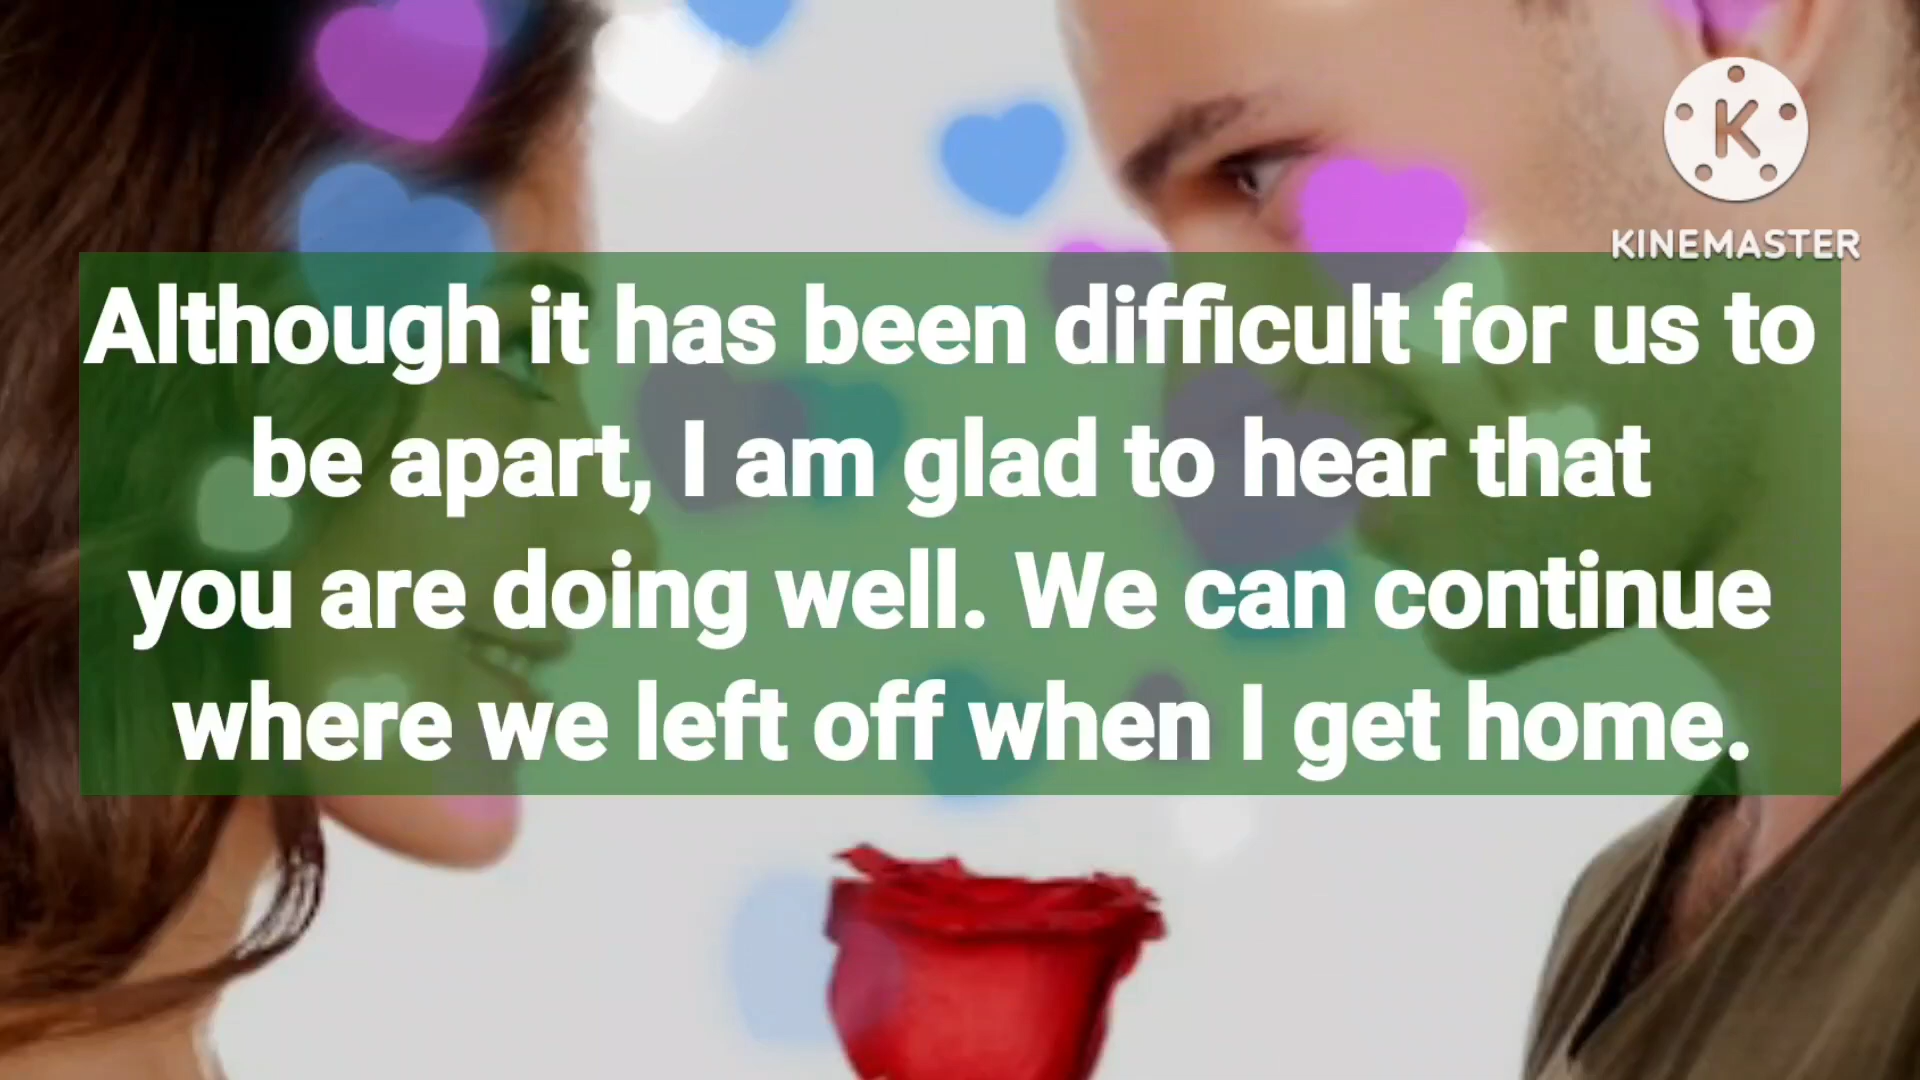 K
KINEMASTER
Although it has been difficult for us to
be apart, I am glad to hear that
you are doing well. We can continue
where we left off when I get home.